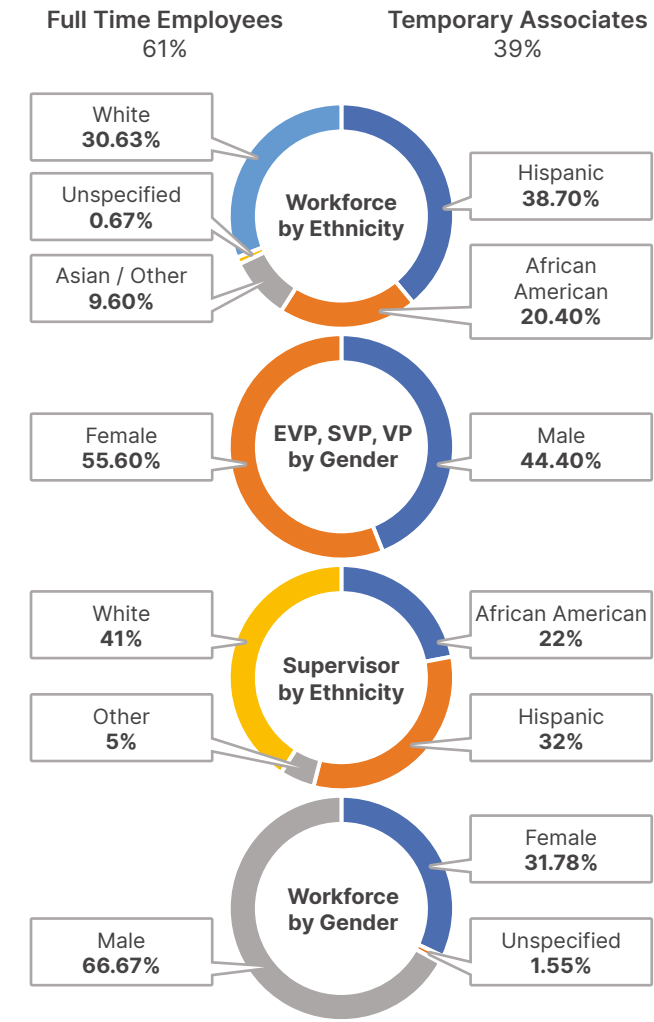 Full Time Employees
61%
Temporary Associates
39%
White
30.63%
Unspecified
0.67%
Asian / Other
9.60%
Workforce
by Ethnicity
Hispanic
38.70%
African
American
20.40%
Female
55.60%
EVP, SVP, VP
by Gender
Male
44.40%
White
41%
Other
5%
Supervisor
by Ethnicity
African American
22%
Hispanic
32%
Male
66.67%
Workforce
by Gender
Female
31.78%
Unspecified
1.55%